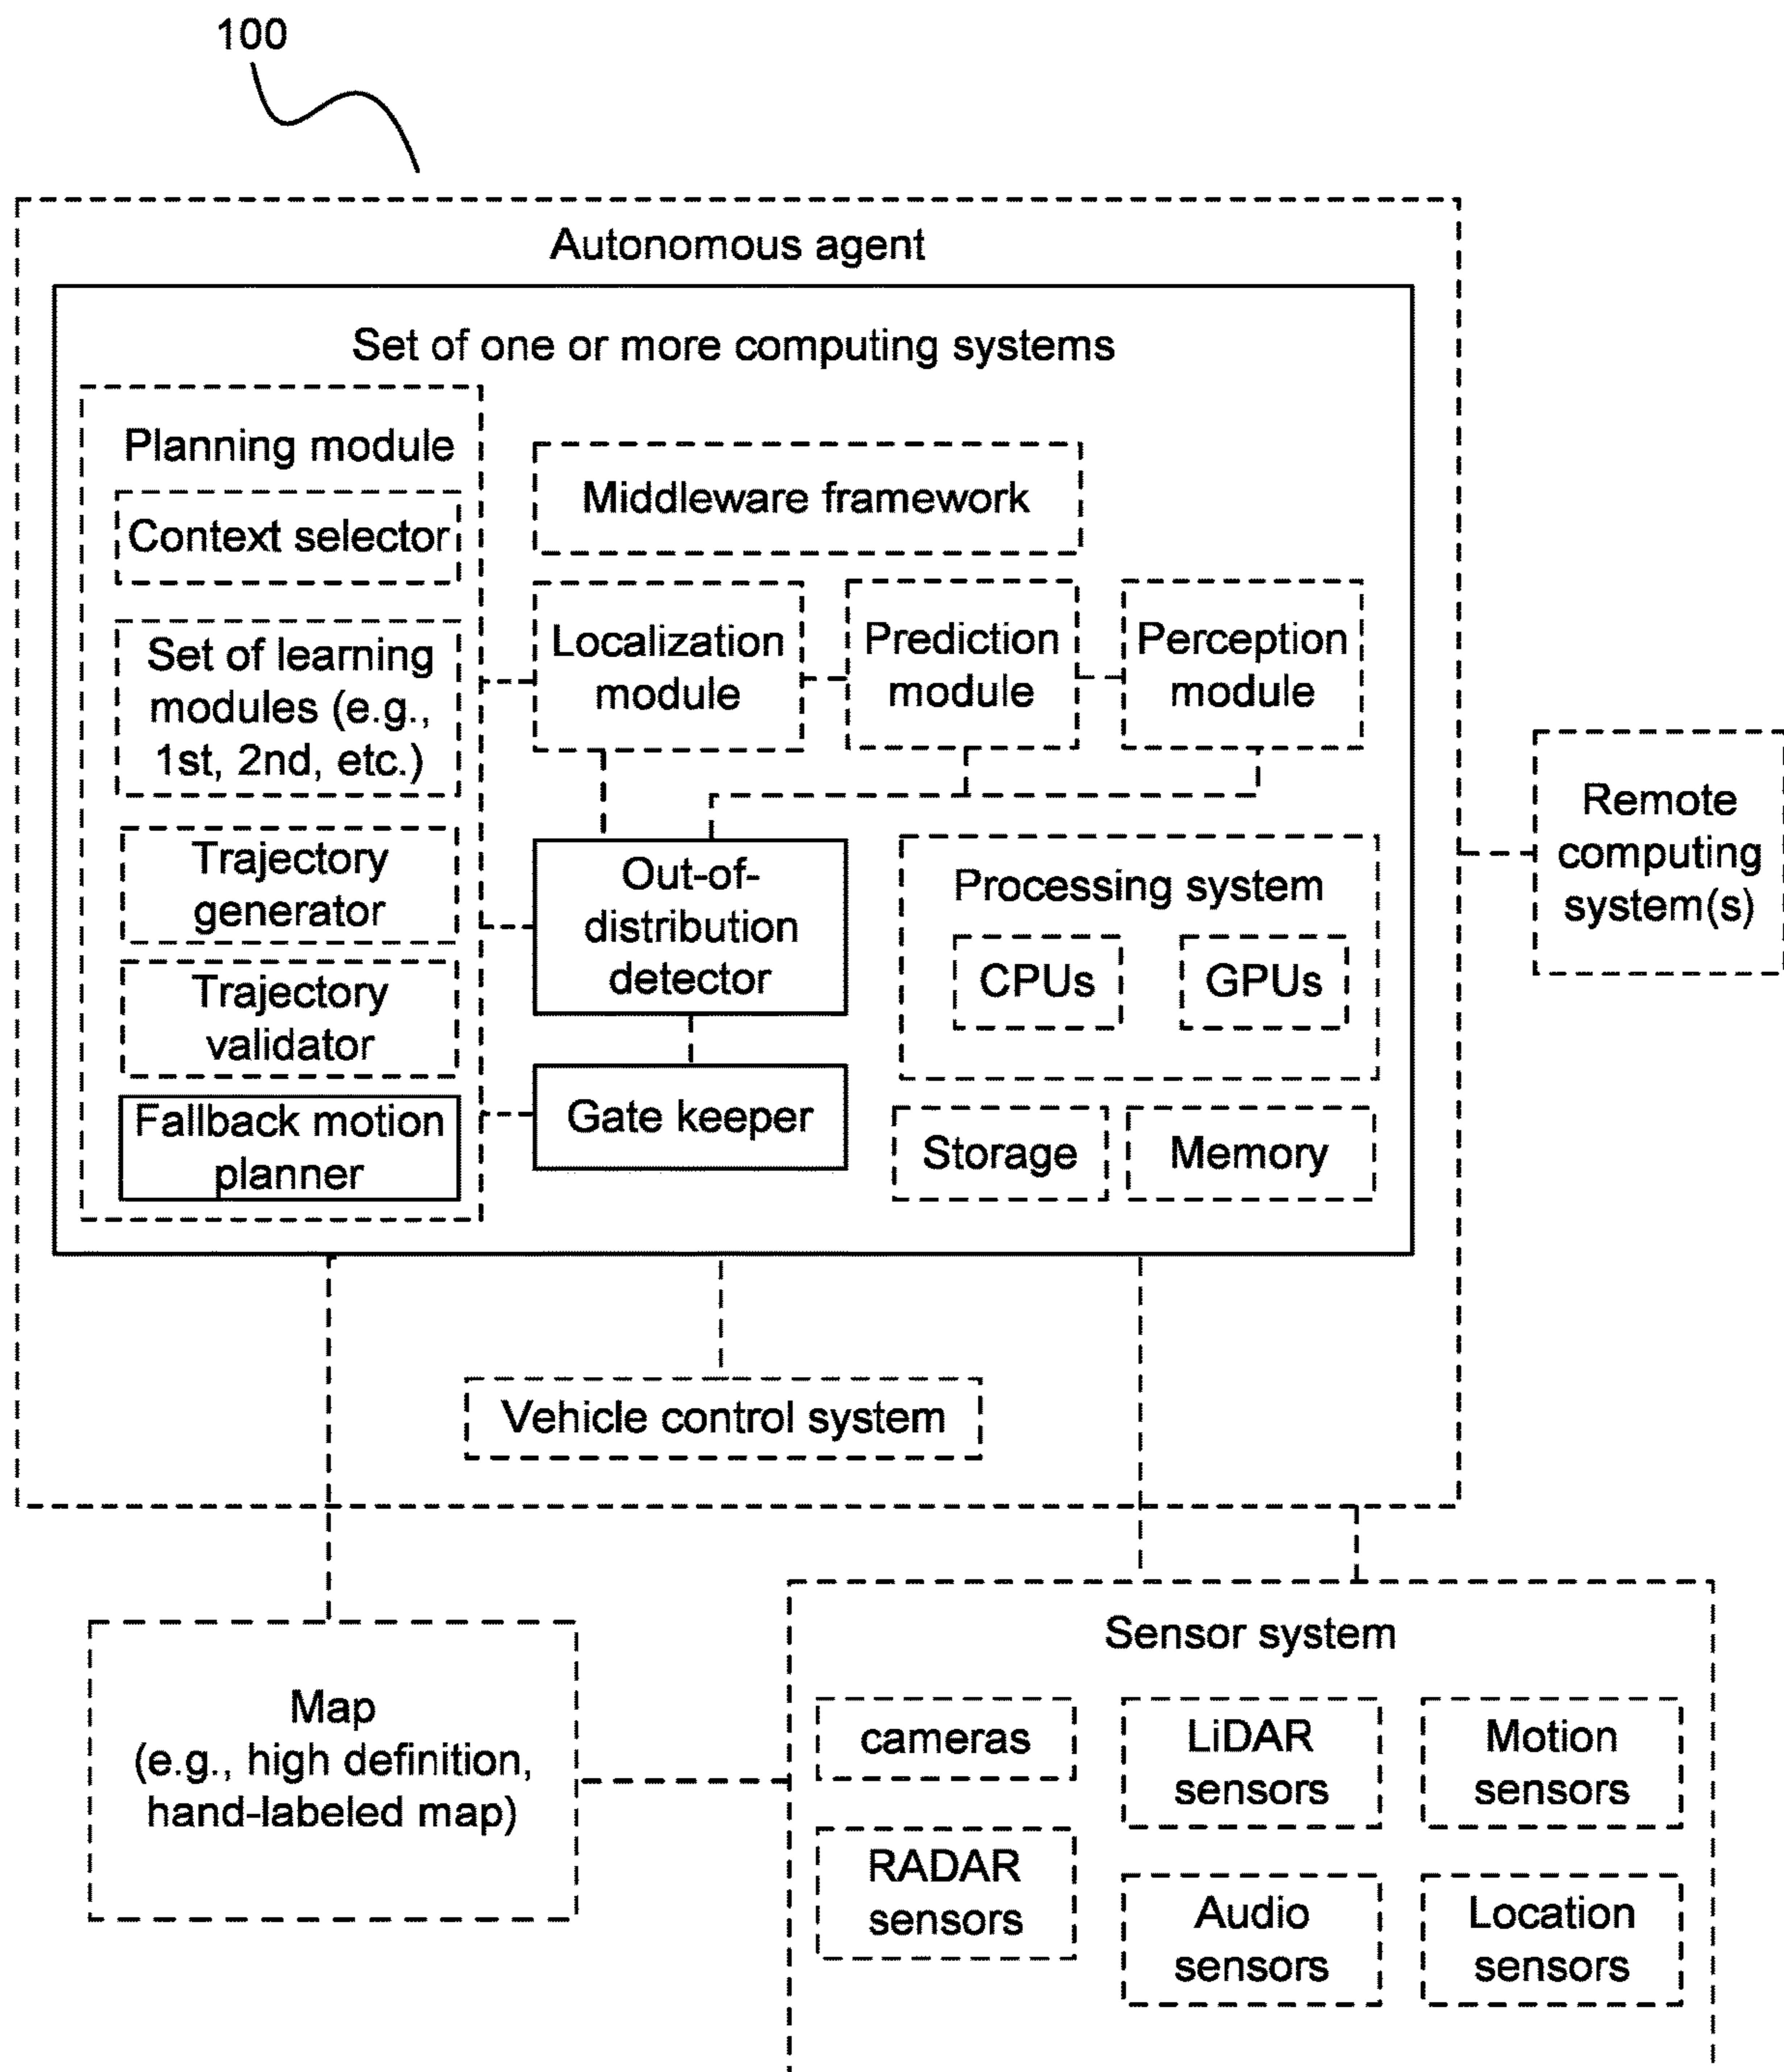 100
Autonomous agent
Set of one or more computing systems
Planning module
Context selector
Set of learning
modules (e.g.,
1st, 2nd, etc.)
Trajectory
generator
Trajectory
validator
Fallback motion
planner
Middleware framework
Localization
module
Prediction
module
Perception
module
Out-of-
distribution
detector
Gate keeper
Processing system
CPUs
GPUs
Storage
Memory
Remote
computing
system(s)
Vehicle control system
Map
(e.g., high definition,
hand-labeled map)
Sensor system
cameras
LiDAR
sensors
Motion
sensors
RADAR
sensors
Audio
sensors
Location
sensors